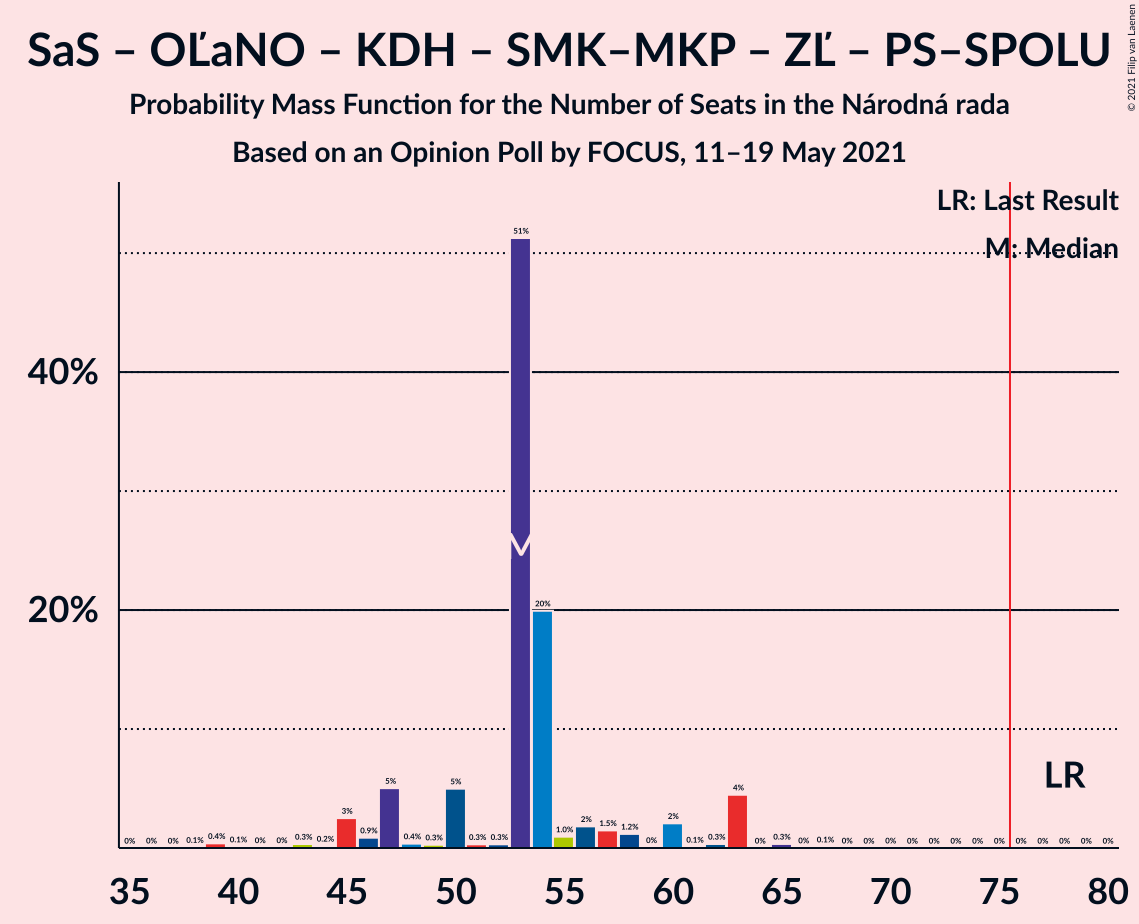 SaS – OĽaNO – KDH – SMK–MKP – ZĽ – PS–SPOLU
Probability Mass Function for the Number of Seats in the Národná rada
Based on an Opinion Poll by FOCUS, 11–19 May 2021
© 2021 Filip van Laenen
LR: Last Result
M: Median
51%
40%
20%
20%
LR
5% 5% 4%
3% 0.9% 0.4% 0.3% 0.3% 0.3% 1.0% 2% 1.5% 1.2% 2%
0% 0% 0% 0.1% 0.4% 0.1% 0% 0% 0.3% 0.2% 0% 0.1% 0.3% 0% 0.3% 0% 0.1% 0% 0% 0% 0% 0% 0% 0% 0% 0% 0% 0% 0% 0%
35 40 45 50 55 60 65 70 75 80